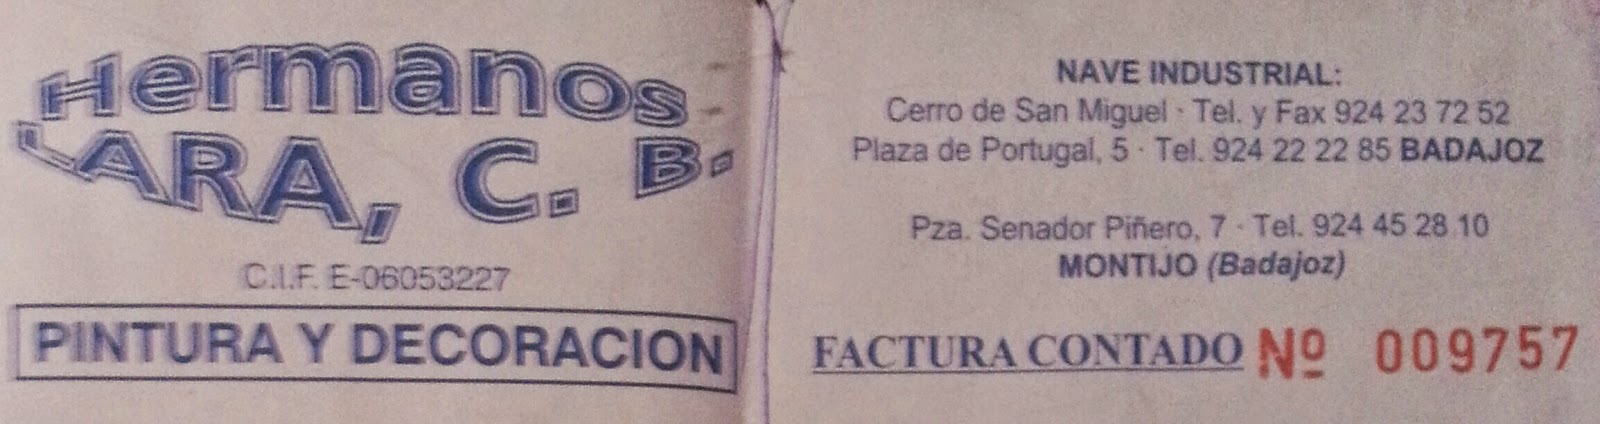 Hermanos
LARA, C. B.
C.I.F. E-06053227
PINTURA Y DECORACION
NAVE INDUSTRIAL:
Cerro de San Miguel · Tel. y Fax 924 23 72 52
Plaza de Portugal, 5 · Tel. 924 22 22 85 BADAJOZ
Pza. Senador Piñero, 7 · Tel. 924 45 28 10
MONTIJO (Badajoz)
FACTURA CONTADO Nº 009757